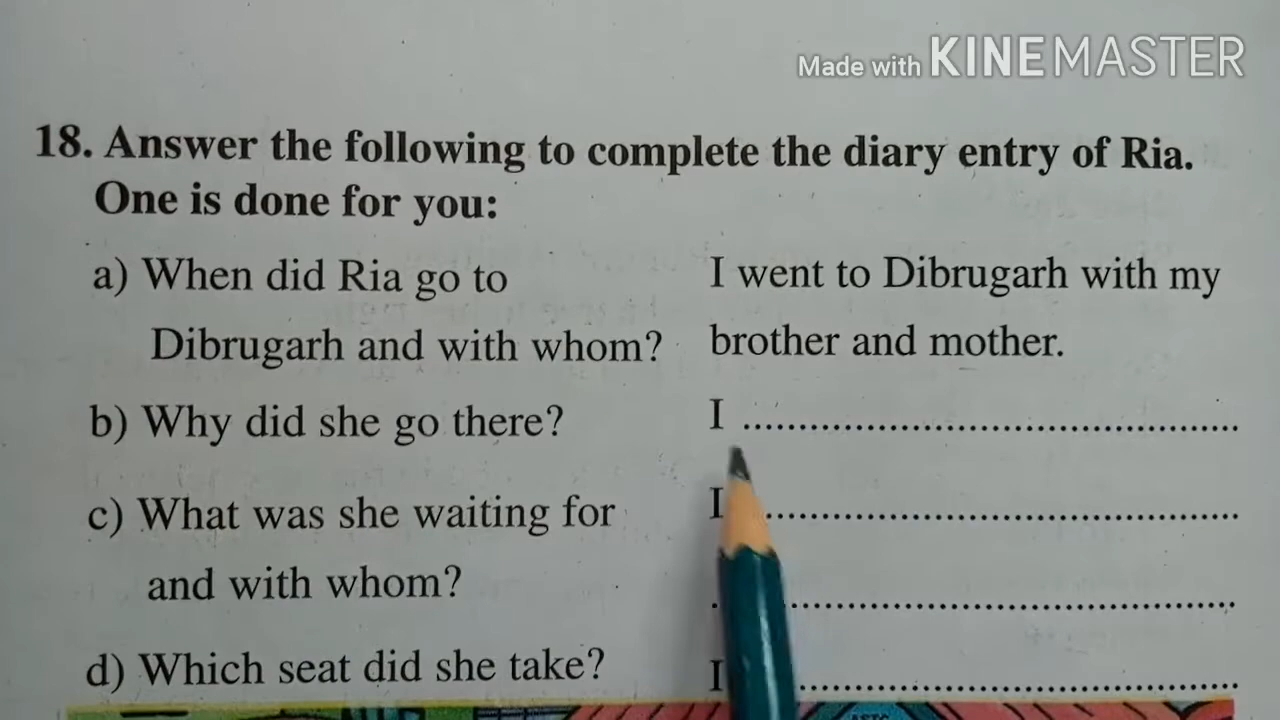 Made with KINEMASTER
18. Answer the following to complete the diary entry of Ria.
One is done for you:
a) When did Ria go to
Dibrugarh and with whom?
I went to Dibrugarh with my
brother and mother.
b) Why did she go there?
I ..................................................
c) What was she waiting for
and with whom?
I ..................................................
..................................................
d) Which seat did she take?
I ..................................................
ASTC